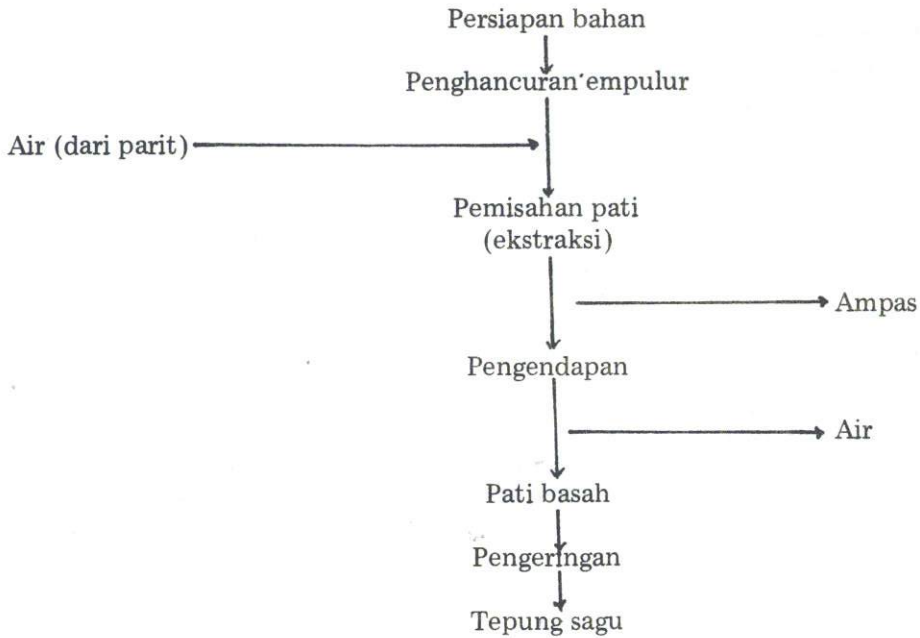 Persiapan bahan
Penghancuran empulur
Air (dari parit)
Pemisahan pati
(ekstraksi)
Ampas
Pengendapan
Air
Pati basah
Pengeringan
Tepung sagu